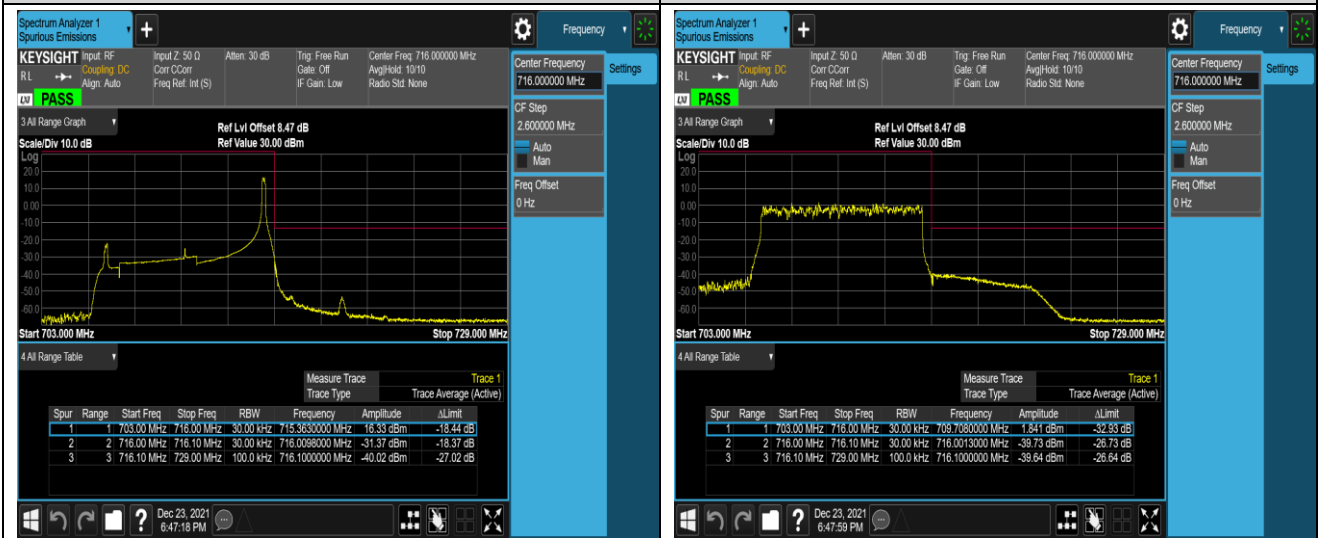 Spectrum Analyzer 1
Spurious Emissions
+
Frequency
KEYSIGHT
Input: RF
Input Z: 50 Ω
Atten: 30 dB
Trig: Free Run
Center Freq: 716.000000 MHz
Coupling: DC
Corr CCorr
Gate: Off
Avg|Hold: 10/10
RL
Align: Auto
Freq Ref: Int (S)
IF Gain: Low
Radio Std: None
LXI
PASS
Center Frequency
716.000000 MHz
Settings
CF Step
2.600000 MHz
Auto
Man
Freq Offset
0 Hz
3 All Range Graph
Ref Lvl Offset 8.47 dB
Scale/Div 10.0 dB
Ref Value 30.00 dBm
Log
20.0
10.0
0.00
-10.0
-20.0
-30.0
-40.0
-50.0
-60.0
Start 703.000 MHz
Stop 729.000 MHz
4 All Range Table
Measure Trace Trace 1
Trace Type Trace Average (Active)
Spur Range Start Freq Stop Freq RBW Frequency Amplitude ΔLimit
1 1 703.00 MHz 716.00 MHz 30.00 kHz 715.3630000 MHz 16.33 dBm -18.44 dB
2 2 716.00 MHz 716.10 MHz 30.00 kHz 716.0098000 MHz -31.37 dBm -18.37 dB
3 3 716.10 MHz 729.00 MHz 100.0 kHz 716.1000000 MHz -40.02 dBm -27.02 dB
?
Dec 23, 2021
6:47:18 PM
Spectrum Analyzer 1
Spurious Emissions
+
Frequency
KEYSIGHT
Input: RF
Input Z: 50 Ω
Atten: 30 dB
Trig: Free Run
Center Freq: 716.000000 MHz
Coupling: DC
Corr CCorr
Gate: Off
Avg|Hold: 10/10
RL
Align: Auto
Freq Ref: Int (S)
IF Gain: Low
Radio Std: None
LXI
PASS
Center Frequency
716.000000 MHz
Settings
CF Step
2.600000 MHz
Auto
Man
Freq Offset
0 Hz
3 All Range Graph
Ref Lvl Offset 8.47 dB
Scale/Div 10.0 dB
Ref Value 30.00 dBm
Log
20.0
10.0
0.00
-10.0
-20.0
-30.0
-40.0
-50.0
-60.0
Start 703.000 MHz
Stop 729.000 MHz
4 All Range Table
Measure Trace Trace 1
Trace Type Trace Average (Active)
Spur Range Start Freq Stop Freq RBW Frequency Amplitude ΔLimit
1 1 703.00 MHz 716.00 MHz 30.00 kHz 709.7080000 MHz 1.841 dBm -32.93 dB
2 2 716.00 MHz 716.10 MHz 30.00 kHz 716.0013000 MHz -39.73 dBm -26.73 dB
3 3 716.10 MHz 729.00 MHz 100.0 kHz 716.1000000 MHz -39.64 dBm -26.64 dB
?
Dec 23, 2021
6:47:59 PM